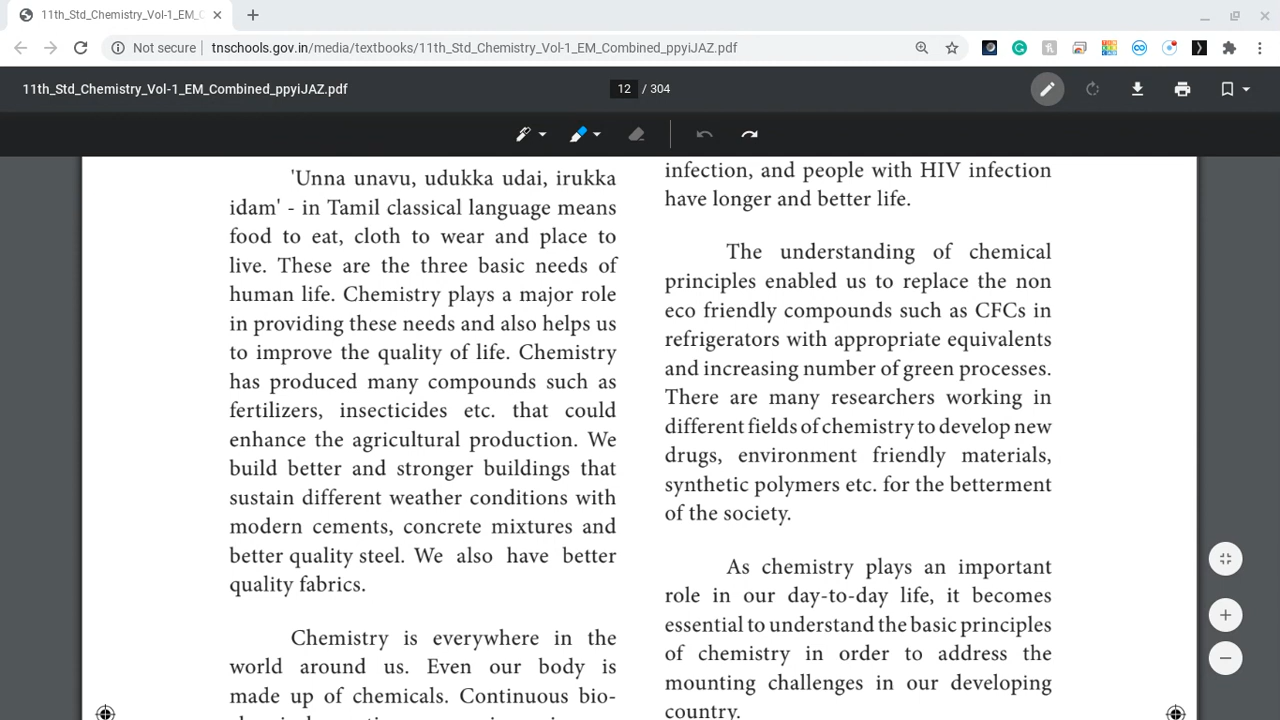 11th_Std_Chemistry_Vol-1_EM_C
Not secure
tnschools.gov.in/media/textbooks/11th_Std_Chemistry_Vol-1_EM_Combined_ppyiJAZ.pdf
11th_Std_Chemistry_Vol-1_EM_Combined_ppyiJAZ.pdf
12 / 304
'Unna unavu, udukka udai, irukka
idam' - in Tamil classical language means
food to eat, cloth to wear and place to
live. These are the three basic needs of
human life. Chemistry plays a major role
in providing these needs and also helps us
to improve the quality of life. Chemistry
has produced many compounds such as
fertilizers, insecticides etc. that could
enhance the agricultural production. We
build better and stronger buildings that
sustain different weather conditions with
modern cements, concrete mixtures and
better quality steel. We also have better
quality fabrics.
Chemistry is everywhere in the
world around us. Even our body is
made up of chemicals. Continuous bio-
infection, and people with HIV infection
have longer and better life.
The understanding of chemical
principles enabled us to replace the non
eco friendly compounds such as CFCs in
refrigerators with appropriate equivalents
and increasing number of green processes.
There are many researchers working in
different fields of chemistry to develop new
drugs, environment friendly materials,
synthetic polymers etc. for the betterment
of the society.
As chemistry plays an important
role in our day-to-day life, it becomes
essential to understand the basic principles
of chemistry in order to address the
mounting challenges in our developing
country.